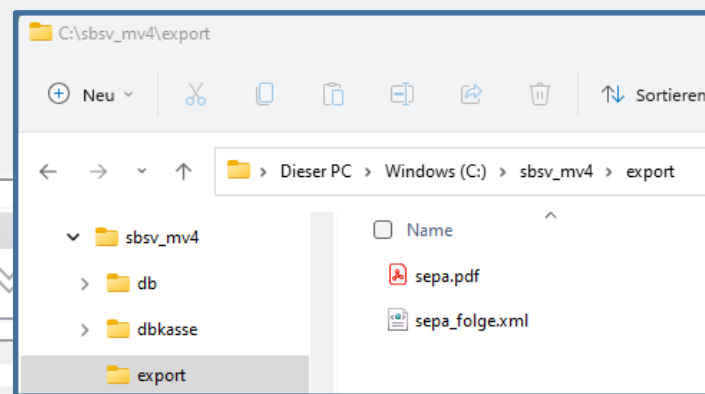 C:\sbsv_mv4\export
Neu
Sortieren
Dieser PC > Windows (C:) > sbsv_mv4 > export
sbsv_mv4
db
dbkasse
export
Name
sepa.pdf
sepa_folge.xml